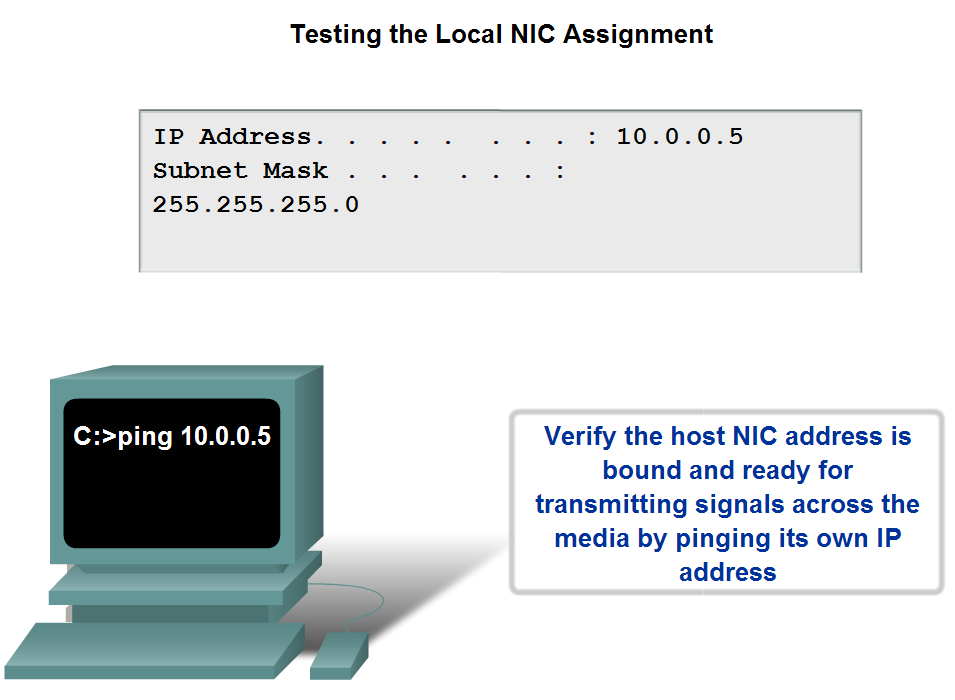 Testing the Local NIC Assignment
IP Address. . . . .  . . . : 10.0.0.5
Subnet Mask . . .  . . . :
255.255.255.0
C:>ping 10.0.0.5
Verify the host NIC address is
bound and ready for
transmitting signals across the
media by pinging its own IP
address